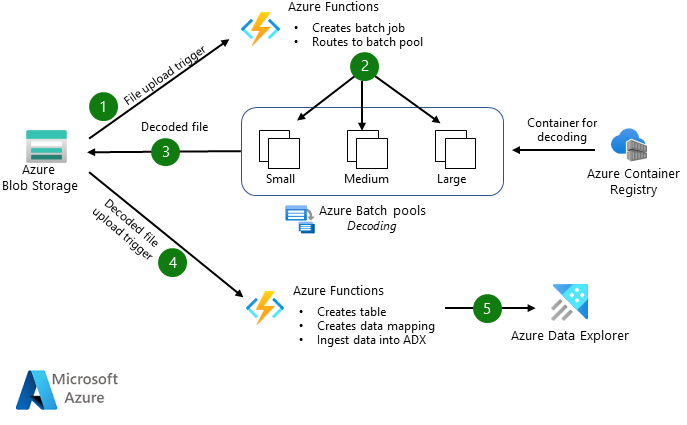 Azure Functions
• Creates batch job
• Routes to batch pool
File upload trigger
1
2
Decoded file
3
Container for
decoding
Azure
Blob Storage
Small
Medium
Large
Azure Container
Registry
Azure Batch pools
Decoding
Decoded file
upload trigger
4
Azure Functions
• Creates table
• Creates data mapping
• Ingest data into ADX
5
Azure Data Explorer
Microsoft
Azure